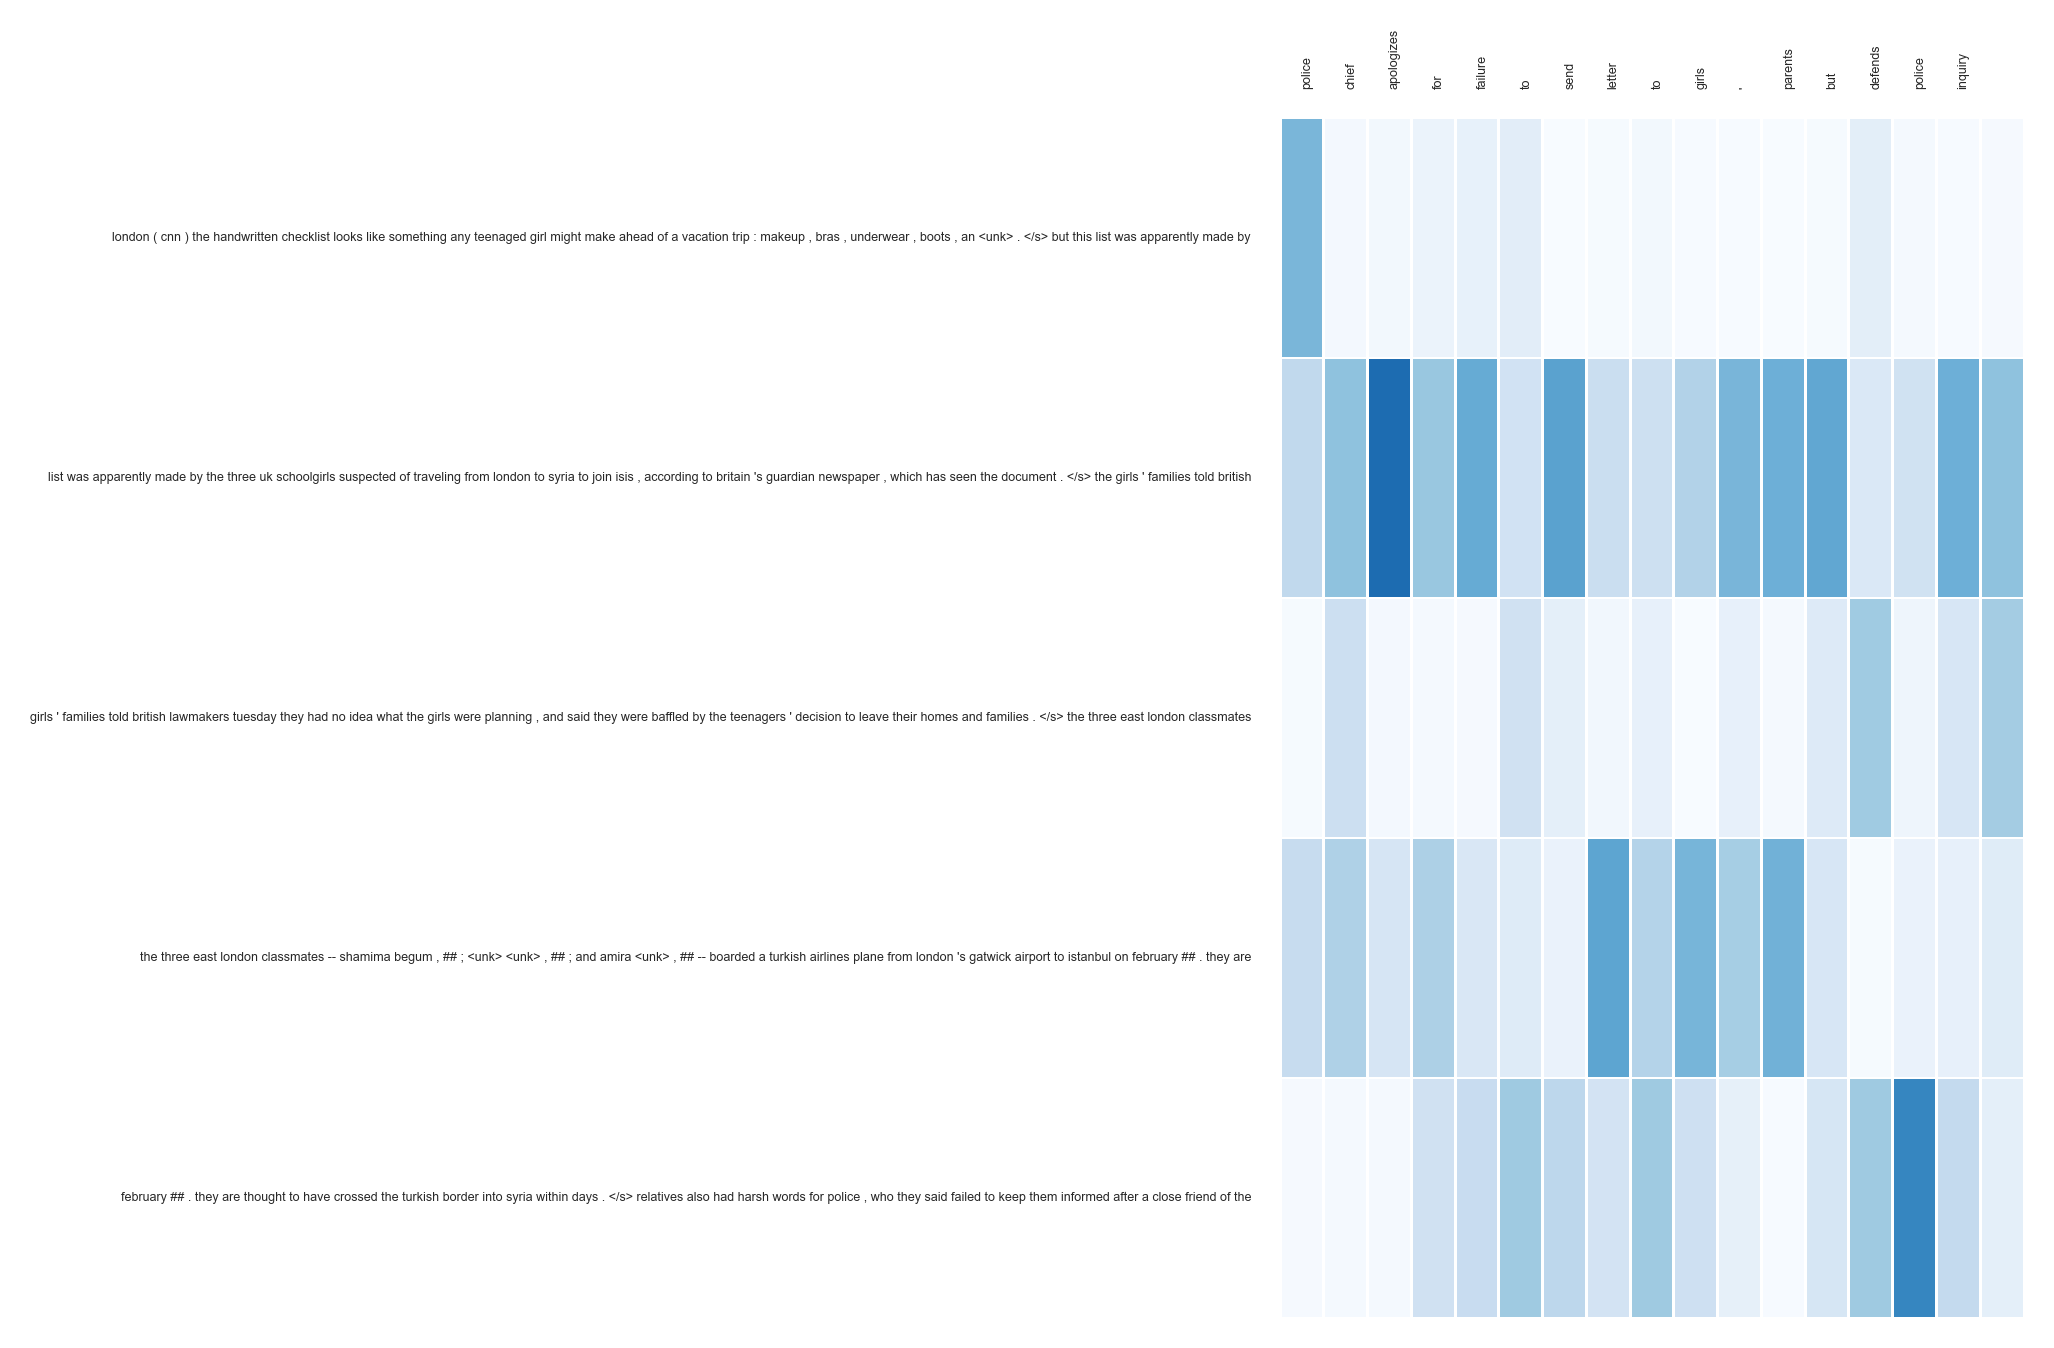 police
chief
apologizes
for
failure
to
send
letter
to
girls
'
parents
but
defends
police
inquiry
london ( cnn ) the handwritten checklist looks like something any teenaged girl might make ahead of a vacation trip : makeup , bras , underwear , boots , an <unk> . </s> but this list was apparently made by
list was apparently made by the three uk schoolgirls suspected of traveling from london to syria to join isis , according to britain 's guardian newspaper , which has seen the document . </s> the girls ' families told british
girls ' families told british lawmakers tuesday they had no idea what the girls were planning , and said they were baffled by the teenagers ' decision to leave their homes and families . </s> the three east london classmates
the three east london classmates -- shamima begum , ## ; <unk> <unk> , ## ; and amira <unk> , ## -- boarded a turkish airlines plane from london 's gatwick airport to istanbul on february ## . they are
february ## . they are thought to have crossed the turkish border into syria within days . </s> relatives also had harsh words for police , who they said failed to keep them informed after a close friend of the